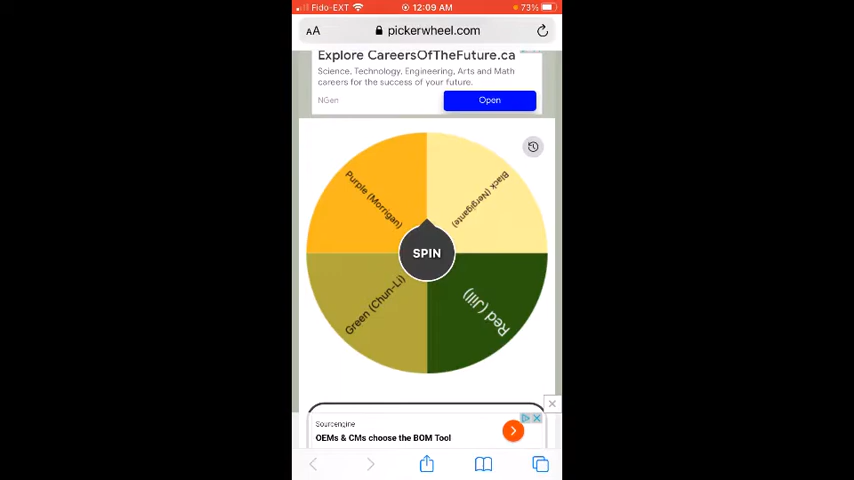 Fido-EXT
12:09 AM
73%
AA
pickerwheel.com
Explore CareersOfTheFuture.ca
Science, Technology, Engineering, Arts and Math
careers for the success of your future.
NGen
Open
Purple (Morrigan)
Black (Nergigante)
SPIN
Green (Chun-Li)
Red (Jill)
Sourcengine
OEMs & CMs choose the BOM Tool